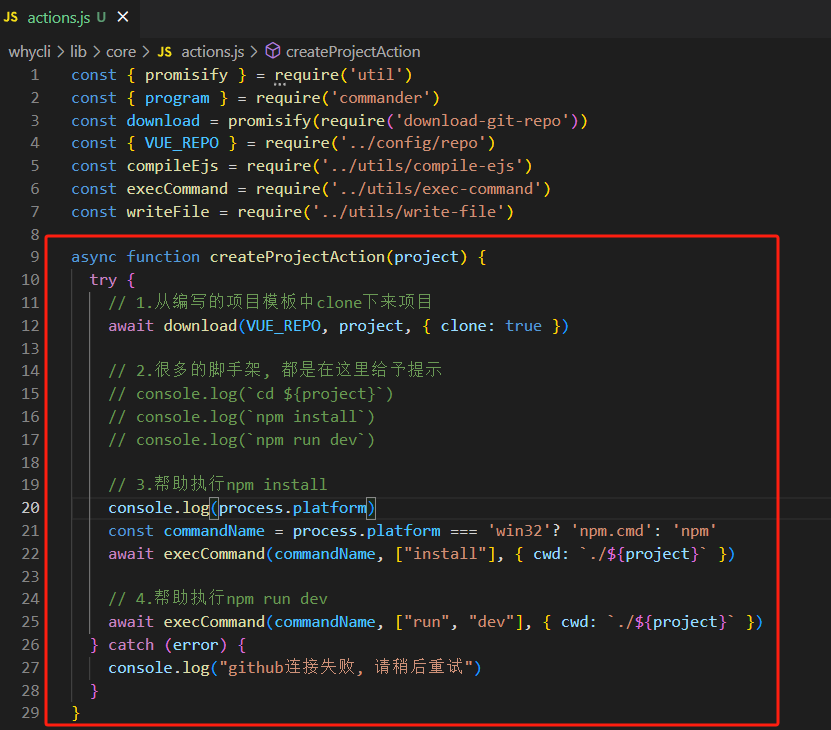 JS actions.js U ×
whycli > lib > core > JS actions.js > createProjectAction
1 const { promisify } = require('util')
2 const { program } = require('commander')
3 const download = promisify(require('download-git-repo'))
4 const { VUE_REPO } = require('../config/repo')
5 const compileEjs = require('../utils/compile-ejs')
6 const execCommand = require('../utils/exec-command')
7 const writeFile = require('../utils/write-file')
8
9 async function createProjectAction(project) {
10 try {
11 // 1.从编写的项目模板中clone下来项目
12 await download(VUE_REPO, project, { clone: true })
13
14 // 2.很多的脚手架, 都是在这里给予提示
15 // console.log(`cd ${project}`)
16 // console.log(`npm install`)
17 // console.log(`npm run dev`)
18
19 // 3.帮助执行npm install
20 console.log(process.platform)
21 const commandName = process.platform === 'win32'? 'npm.cmd': 'npm'
22 await execCommand(commandName, ["install"], { cwd: `./${project}` })
23
24 // 4.帮助执行npm run dev
25 await execCommand(commandName, ["run", "dev"], { cwd: `./${project}` })
26 } catch (error) {
27 console.log("github连接失败, 请稍后重试")
28 }
29 }